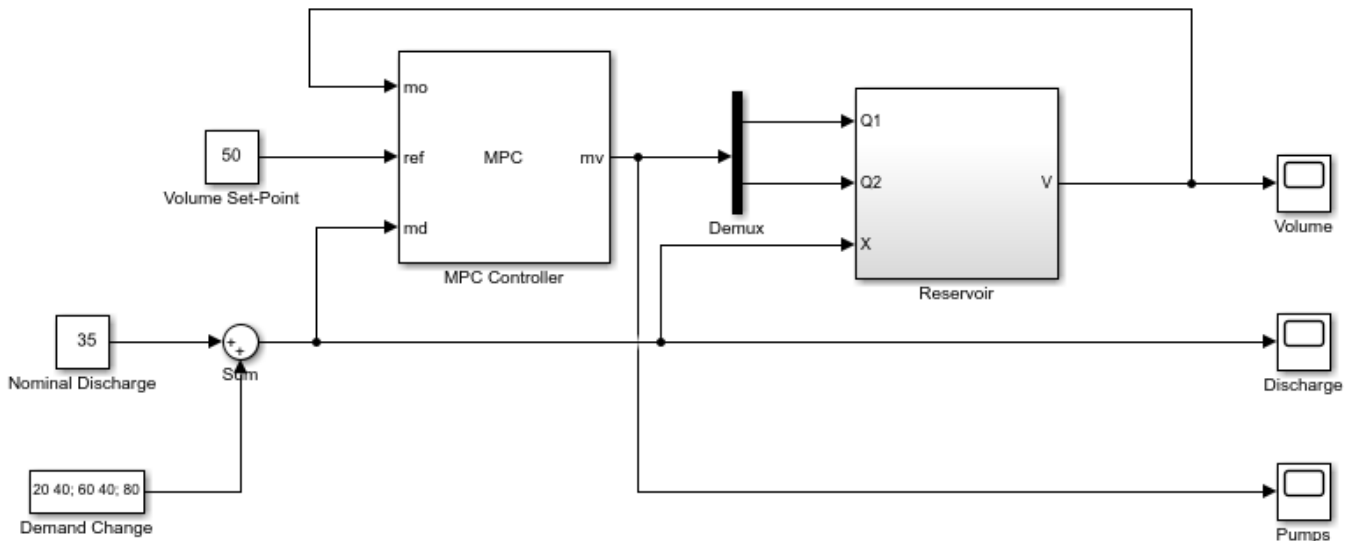 mo
ref
MPC
mv
md
MPC Controller
50
Volume Set-Point
Demux
Q1
Q2
X
V
Reservoir
Volume
35
Nominal Discharge
+
+
Sum
Discharge
20 40; 60 40; 80
Demand Change
Pumps